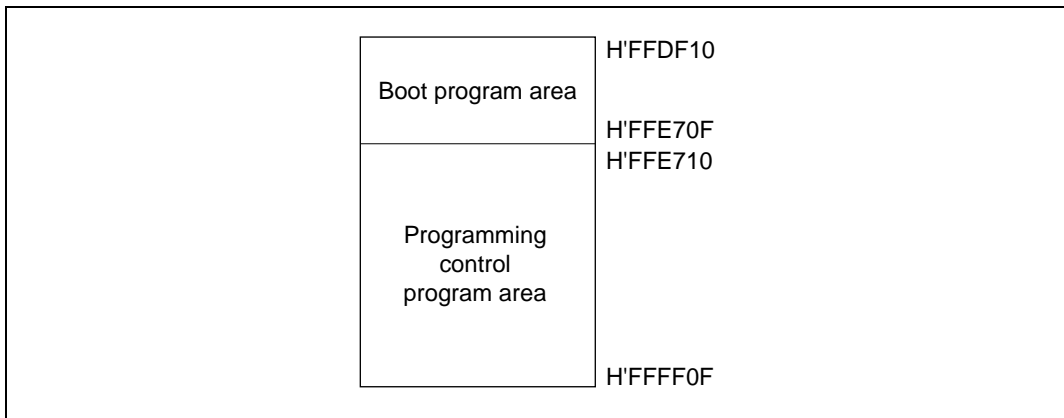 H'FFDF10
Boot program area
H'FFE70F
H'FFE710
Programming
control
program area
H'FFFF0F